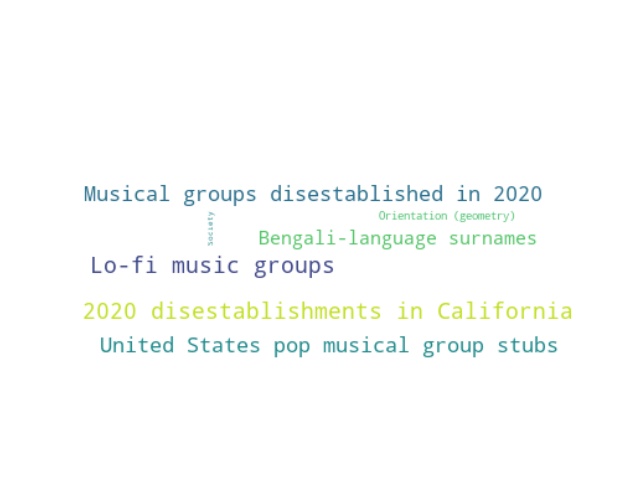 Musical groups disestablished in 2020
Society
Orientation (geometry)
Bengali-language surnames
Lo-fi music groups
2020 disestablishments in California
United States pop musical group stubs